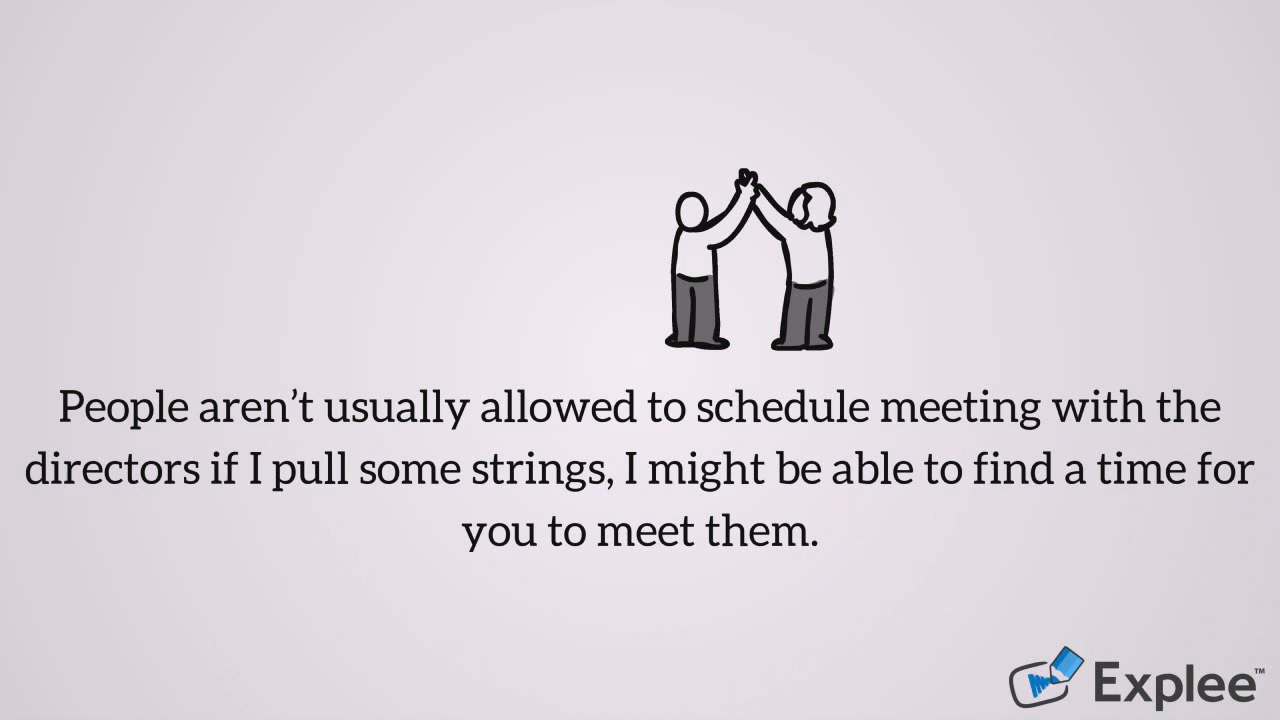 People aren’t usually allowed to schedule meeting with the
directors if I pull some strings, I might be able to find a time for
you to meet them.
Explee™